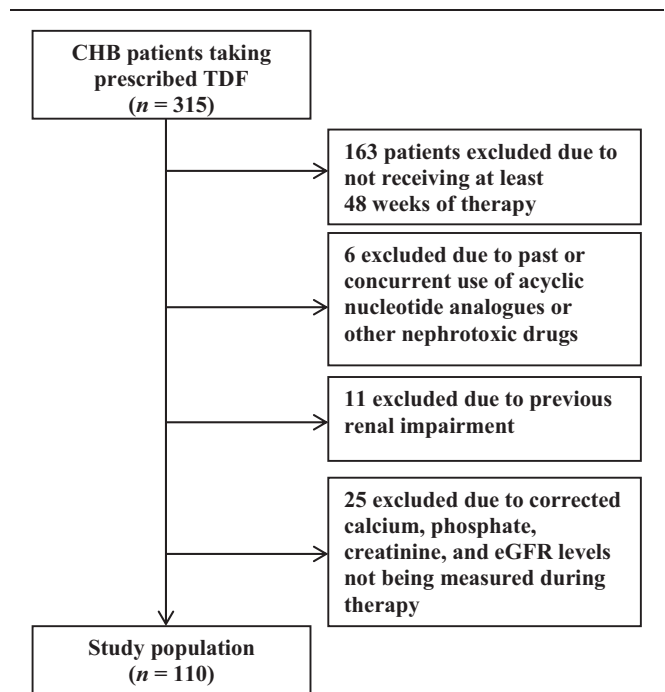 CHB patients taking
prescribed TDF
(n = 315)
163 patients excluded due to
not receiving at least
48 weeks of therapy
6 excluded due to past or
concurrent use of acyclic
nucleotide analogues or
other nephrotoxic drugs
11 excluded due to previous
renal impairment
25 excluded due to corrected
calcium, phosphate,
creatinine, and eGFR levels
not being measured during
therapy
Study population
(n = 110)